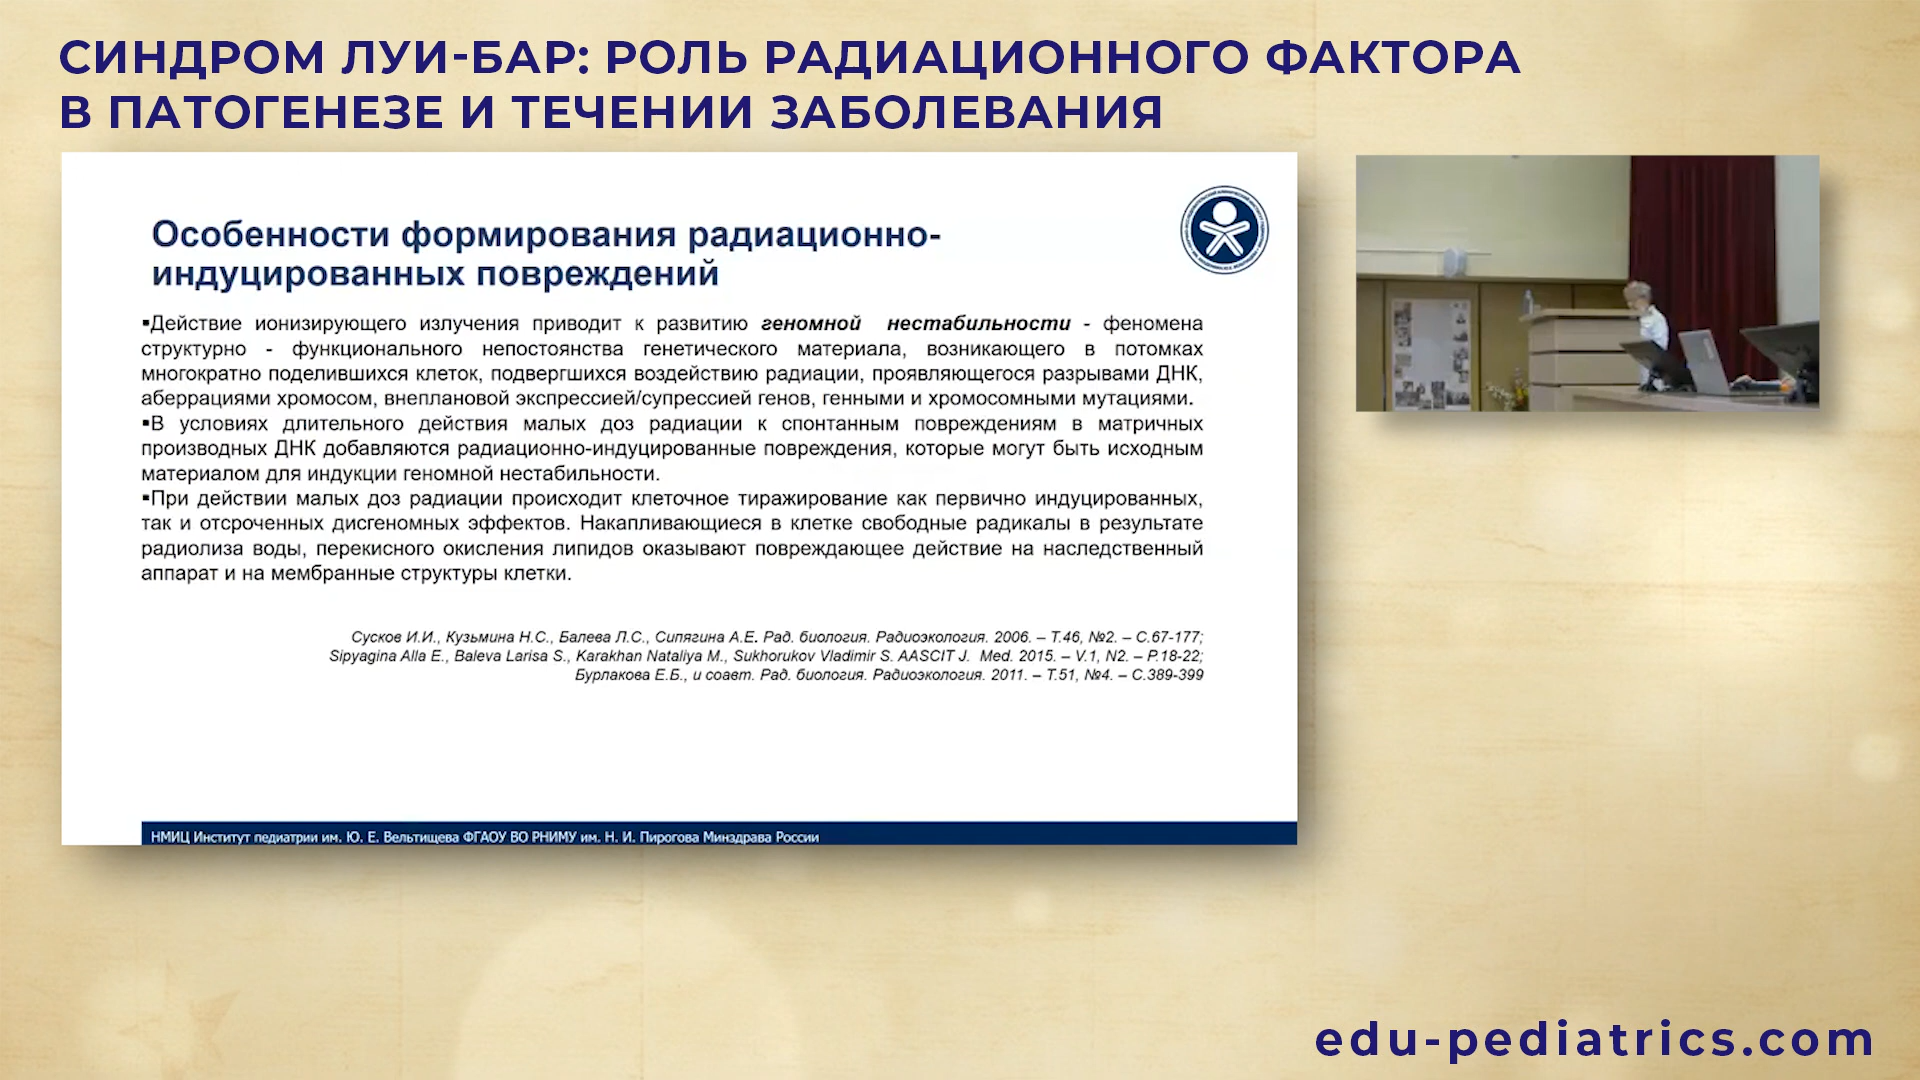 СИНДРОМ ЛУИ-БАР: РОЛЬ РАДИАЦИОННОГО ФАКТОРА
В ПАТОГЕНЕЗЕ И ТЕЧЕНИИ ЗАБОЛЕВАНИЯ
Особенности формирования радиационно-
индуцированных повреждений
▪Действие ионизирующего излучения приводит к развитию геномной нестабильности - феномена
структурно - функционального непостоянства генетического материала, возникающего в потомках
многократно поделившихся клеток, подвергшихся воздействию радиации, проявляющегося разрывами ДНК,
аберрациями хромосом, внеплановой экспрессией/супрессией генов, генными и хромосомными мутациями.
▪В условиях длительного действия малых доз радиации к спонтанным повреждениям в матричных
производных ДНК добавляются радиационно-индуцированные повреждения, которые могут быть исходным
материалом для индукции геномной нестабильности.
▪При действии малых доз радиации происходит клеточное тиражирование как первично индуцированных,
так и отсроченных дисгеномных эффектов. Накапливающиеся в клетке свободные радикалы в результате
радиолиза воды, перекисного окисления липидов оказывают повреждающее действие на наследственный
аппарат и на мембранные структуры клетки.
Сусков И.И., Кузьмина Н.С., Балева Л.С., Сипягина А.Е. Рад. биология. Радиоэкология. 2006. – Т.46, №2. – С.67-177;
Sipyagina Alla E., Baleva Larisa S., Karakhan Nataliya M., Sukhorukov Vladimir S. AASCIT J. Med. 2015. – V.1, N2. – P.18-22;
Бурлакова Е.Б., и соавт. Рад. биология. Радиоэкология. 2011. – Т.51, №4. – С.389-399
НМИЦ Институт педиатрии им. Ю. Е. Вельтищева ФГАОУ ВО РНИМУ им. Н. И. Пирогова Минздрава России
edu-pediatrics.com